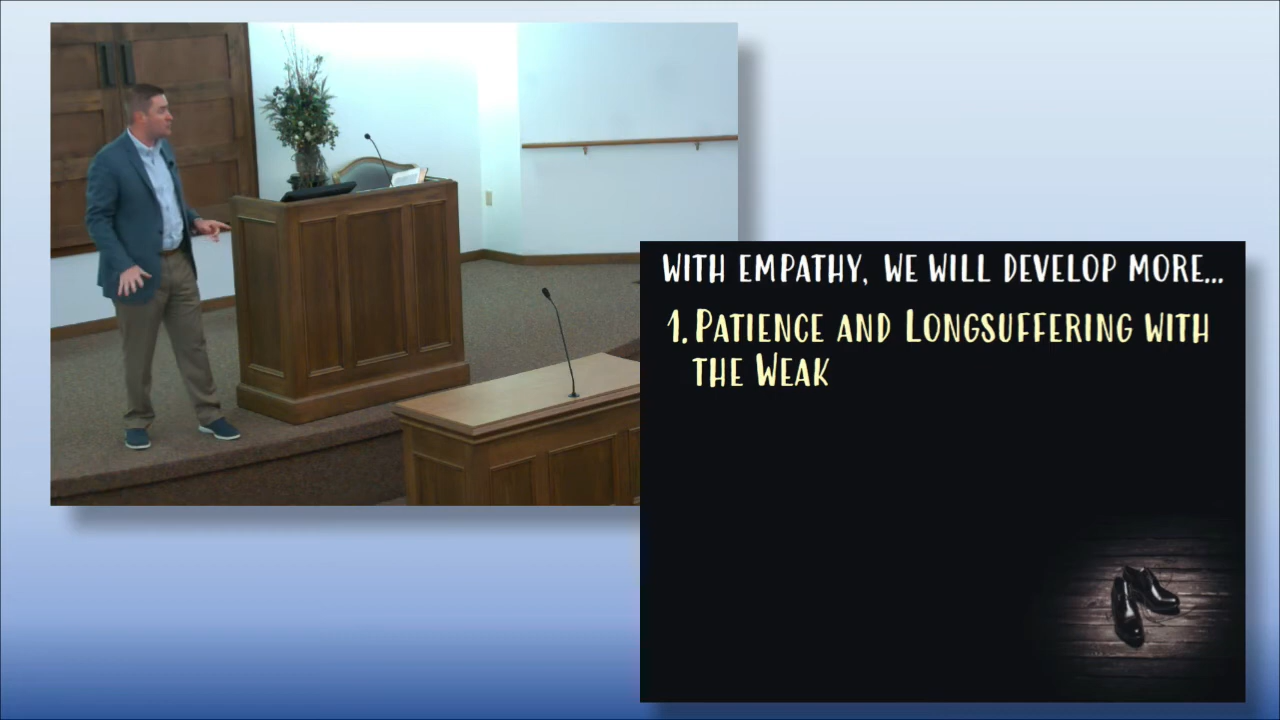 WITH EMPATHY, WE WILL DEVELOP MORE...
1. PATIENCE AND LONGSUFFERING WITH
THE WEAK